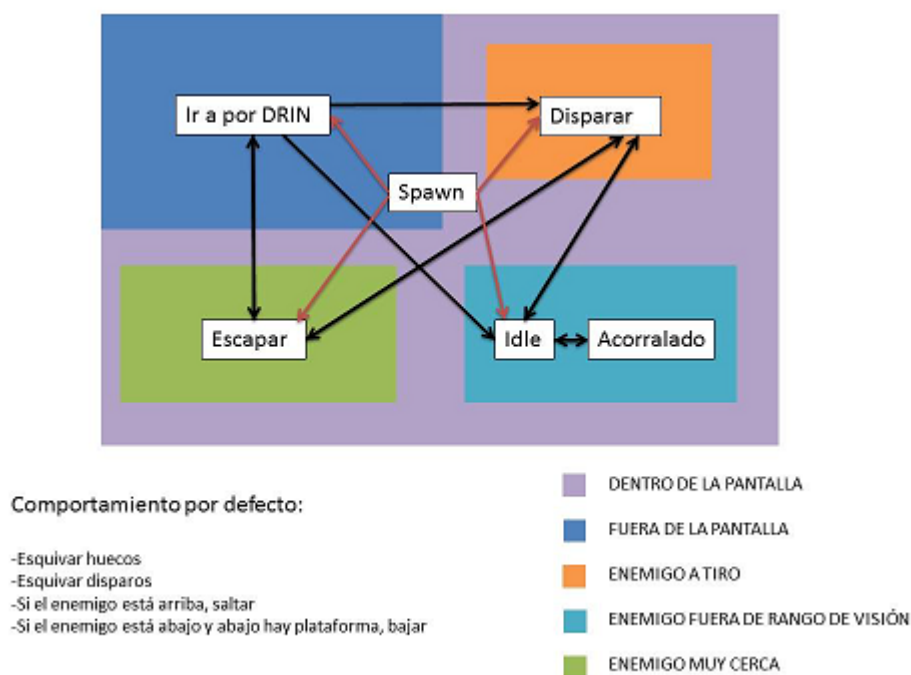 Ir a por DRIN
Disparar
Spawn
Escapar
Idle
Acorralado
Comportamiento por defecto:
-Esquivar huecos
-Esquivar disparos
-Si el enemigo está arriba, saltar
-Si el enemigo está abajo y abajo hay plataforma, bajar
DENTRO DE LA PANTALLA
FUERA DE LA PANTALLA
ENEMIGO A TIRO
ENEMIGO FUERA DE RANGO DE VISIÓN
ENEMIGO MUY CERCA